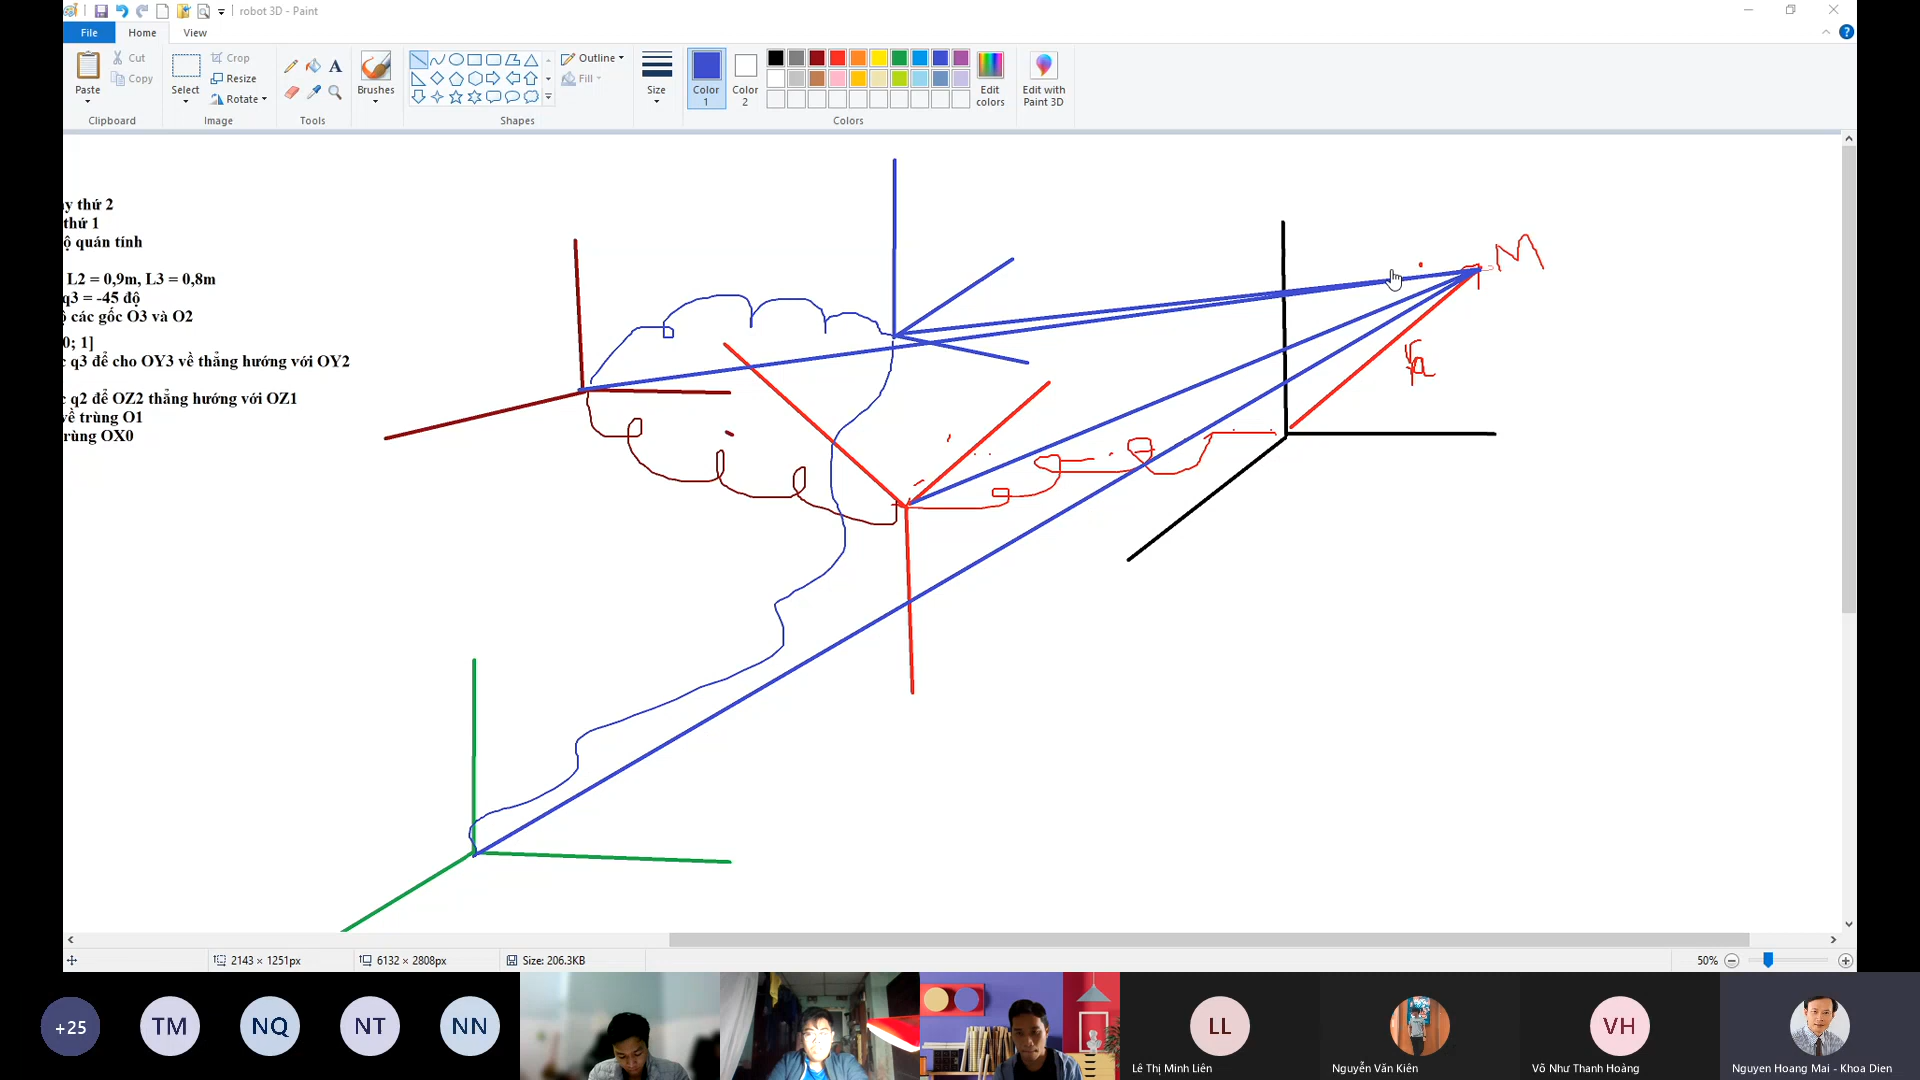 robot 3D - Paint
File Home View
Paste
Cut
Copy
Clipboard
Select
Crop
Resize
Rotate
Image
Tools
Brushes
Outline
Fill
Shapes
Size
Color 1
Color 2
Edit colors
Colors
Edit with Paint 3D
thứ 2
thứ 1
quán tính
L2 = 0,9m, L3 = 0,8m
q3 = -45 độ
các gốc O3 và O2
0; 1]
q3 để cho OY3 về thẳng hướng với OY2
q2 để OZ2 thẳng hướng với OZ1
về trùng O1
trùng OX0
M
2143 × 1251px
6132 × 2808px
Size: 206.3KB
50%
+25
TM
NQ
NT
NN
LL
Lê Thị Minh Liên
Nguyễn Văn Kiên
VH
Võ Như Thanh Hoàng
Nguyen Hoang Mai - Khoa Dien